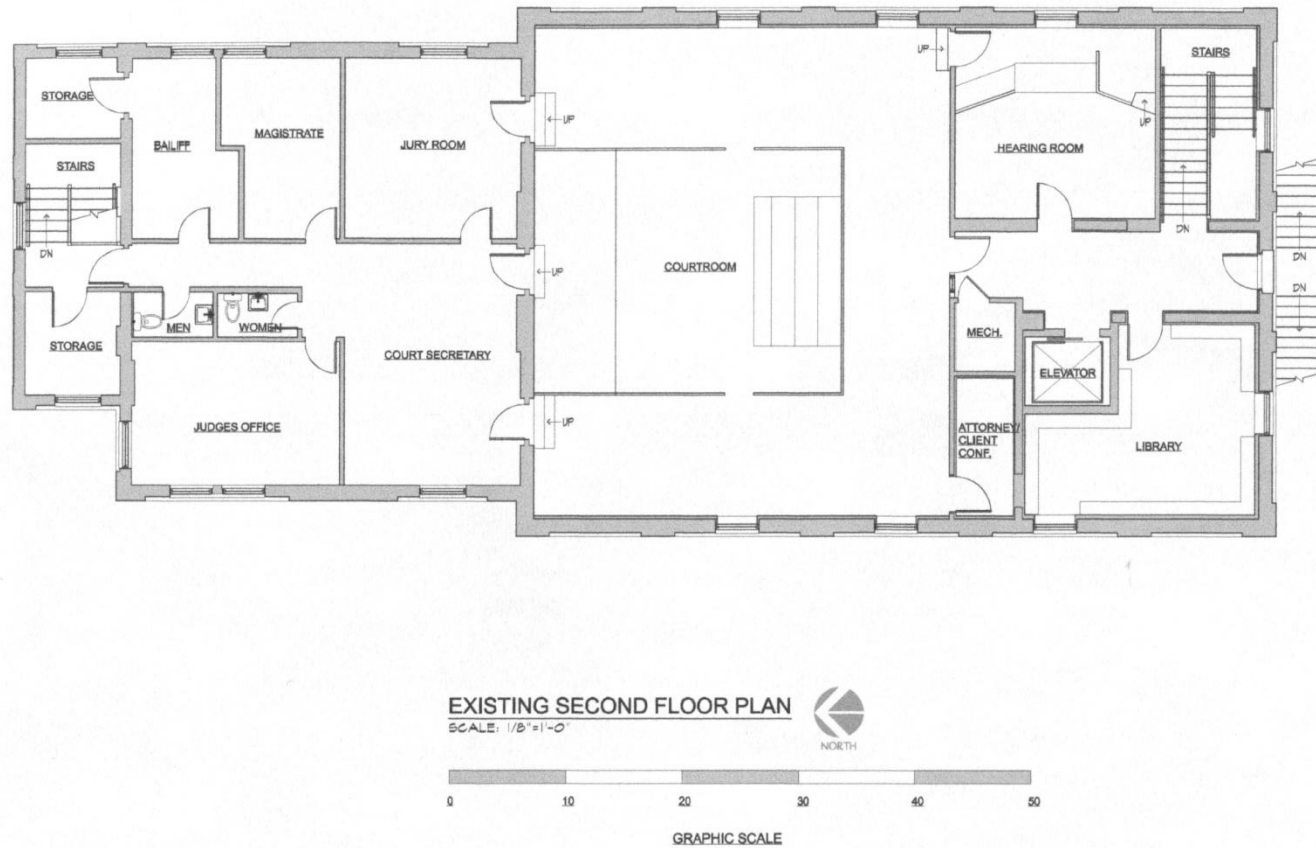 STORAGE
BAILIFF
MAGISTRATE
JURY ROOM
UP
UP
HEARING ROOM
UP
STAIRS
STAIRS
DN
UP
COURTROOM
DN
DN
DN
STORAGE
MEN
WOMEN
COURT SECRETARY
MECH.
ELEVATOR
JUDGES OFFICE
UP
ATTORNEY/
CLIENT
CONF.
LIBRARY
EXISTING SECOND FLOOR PLAN
SCALE: 1/8"=1'-0"
NORTH
0 10 20 30 40 50
GRAPHIC SCALE